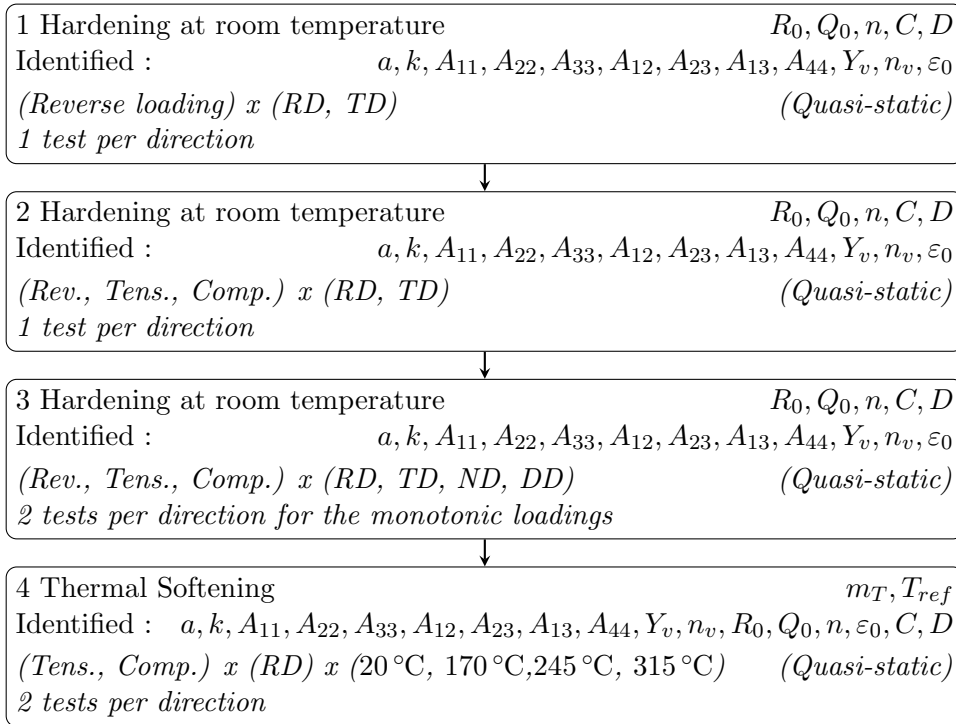 1 Hardening at room temperature R_0, Q_0, n, C, D
Identified : a, k, A_11, A_22, A_33, A_12, A_23, A_13, A_44, Y_v, n_v, ε_0
(Reverse loading) x (RD, TD) (Quasi-static)
1 test per direction
2 Hardening at room temperature R_0, Q_0, n, C, D
Identified : a, k, A_11, A_22, A_33, A_12, A_23, A_13, A_44, Y_v, n_v, ε_0
(Rev., Tens., Comp.) x (RD, TD) (Quasi-static)
1 test per direction
3 Hardening at room temperature R_0, Q_0, n, C, D
Identified : a, k, A_11, A_22, A_33, A_12, A_23, A_13, A_44, Y_v, n_v, ε_0
(Rev., Tens., Comp.) x (RD, TD, ND, DD) (Quasi-static)
2 tests per direction for the monotonic loadings
4 Thermal Softening m_T, T_ref
Identified : a, k, A_11, A_22, A_33, A_12, A_23, A_13, A_44, Y_v, n_v, R_0, Q_0, n, ε_0, C, D
(Tens., Comp.) x (RD) x (20 °C, 170 °C,245 °C, 315 °C) (Quasi-static)
2 tests per direction